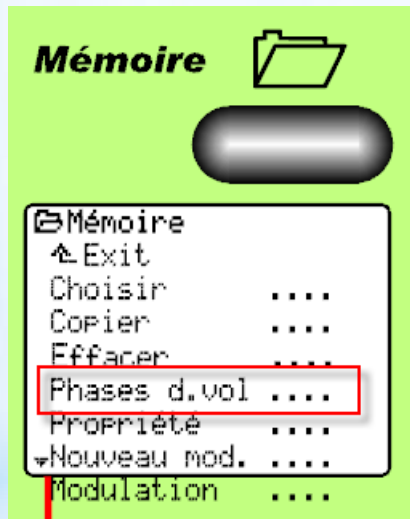 Mémoire
Mémoire
Exit
Choisir ....
Copier ....
Effacer ....
Phases d.vol ....
Propriété ....
Nouveau mod. ....
Modulation ....